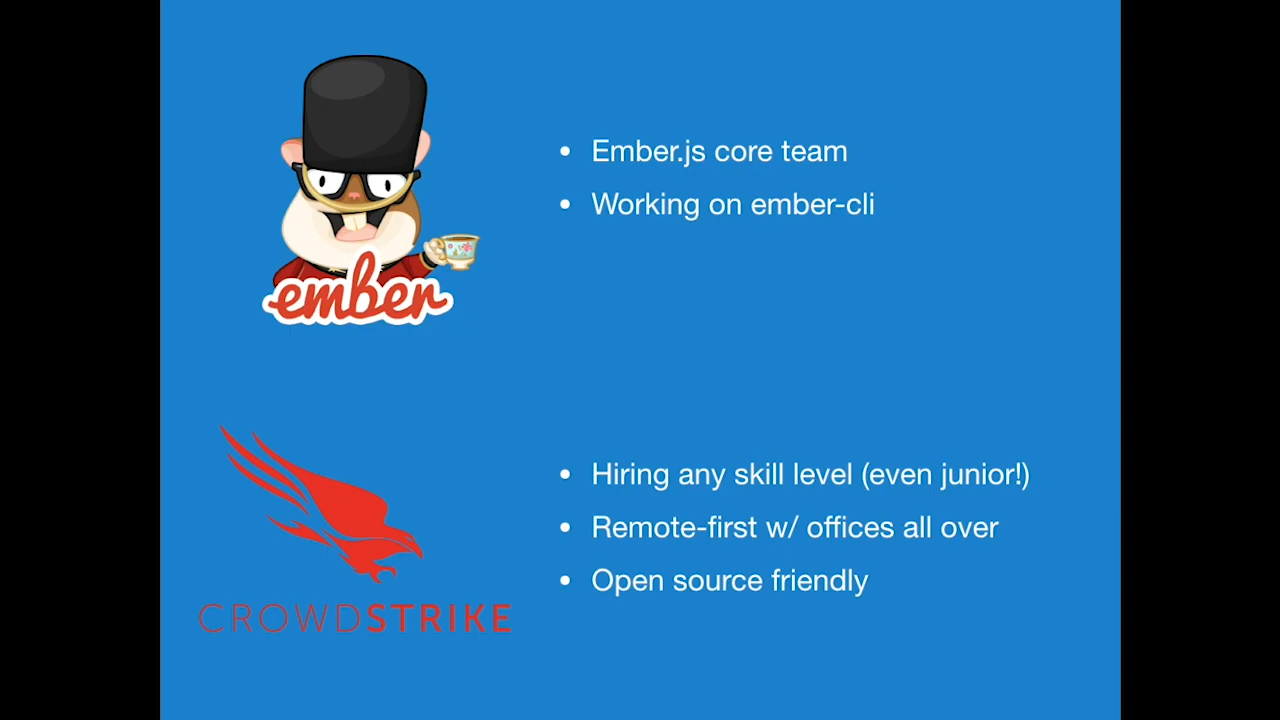 ember
• Ember.js core team
• Working on ember-cli
CROWDSTRIKE
• Hiring any skill level (even junior!)
• Remote-first w/ offices all over
• Open source friendly